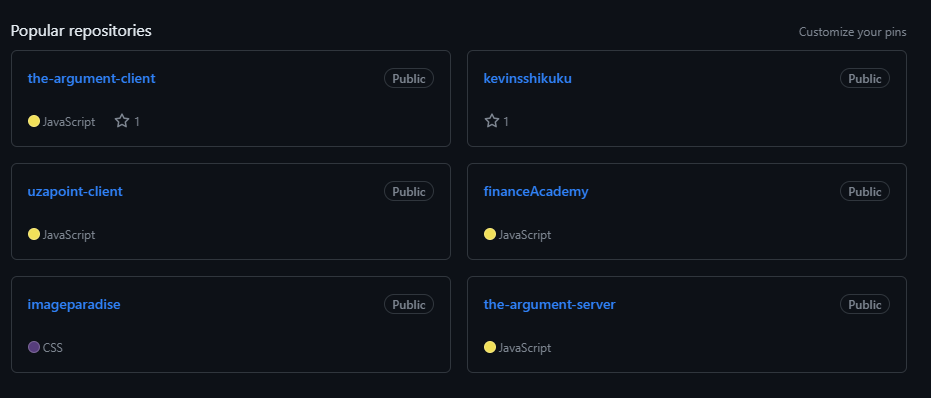 Popular repositories
Customize your pins
the-argument-client
Public
JavaScript
1
kevinsshikuku
Public
1
uzapoint-client
Public
JavaScript
financeAcademy
Public
JavaScript
imageparadise
Public
CSS
the-argument-server
Public
JavaScript